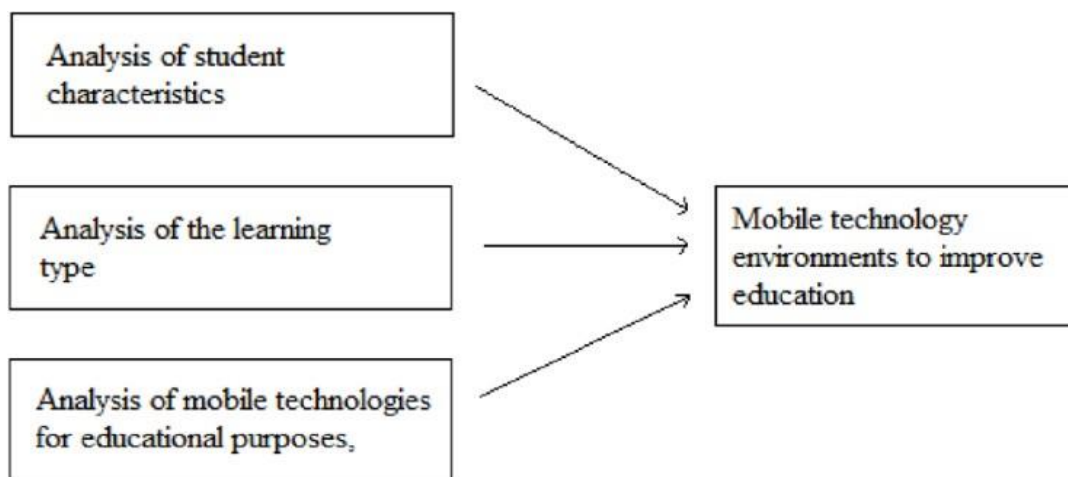 Analysis of student
characteristics
Analysis of the learning
type
Analysis of mobile technologies
for educational purposes,
Mobile technology
environments to improve
education